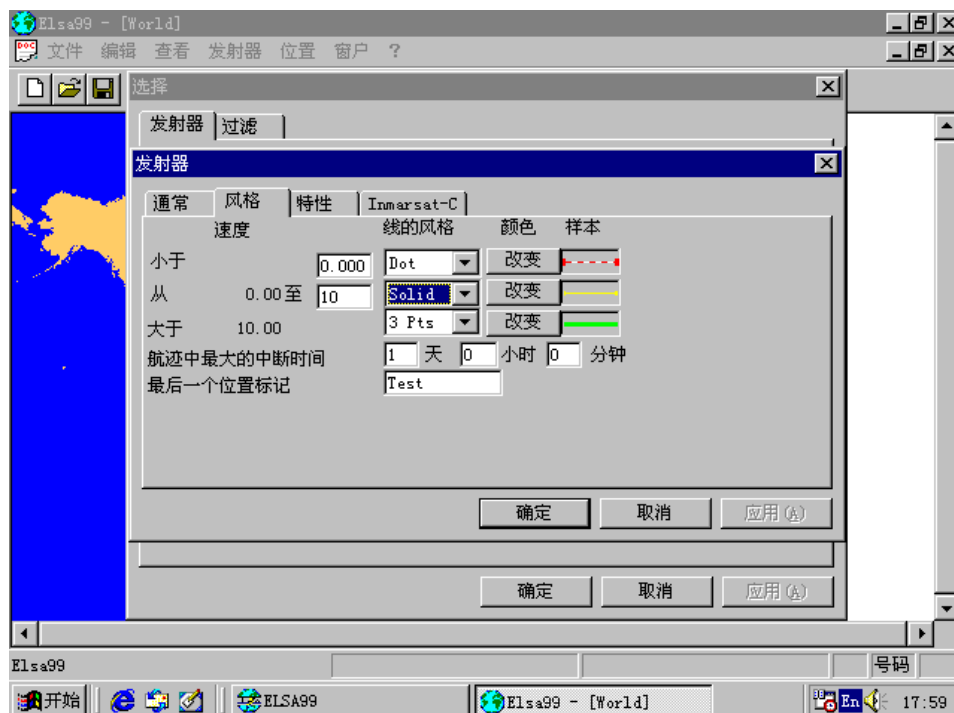 Elsa99 - [World]
文件 编辑 查看 发射器 位置 窗户 ?
选择
发射器 过滤
发射器
通常 风格 特性 Inmarsat-C
速度 线的风格 颜色 样本
小于 0.000 Dot 改变
从 0.00至 10 Solid 改变
大于 10.00 3 Pts 改变
航迹中最大的中断时间 1 天 0 小时 0 分钟
最后一个位置标记 Test
确定 取消 应用(A)
确定 取消 应用(A)
Elsa99 号码
开始 ELSA99 Elsa99 - [World] En 17:59